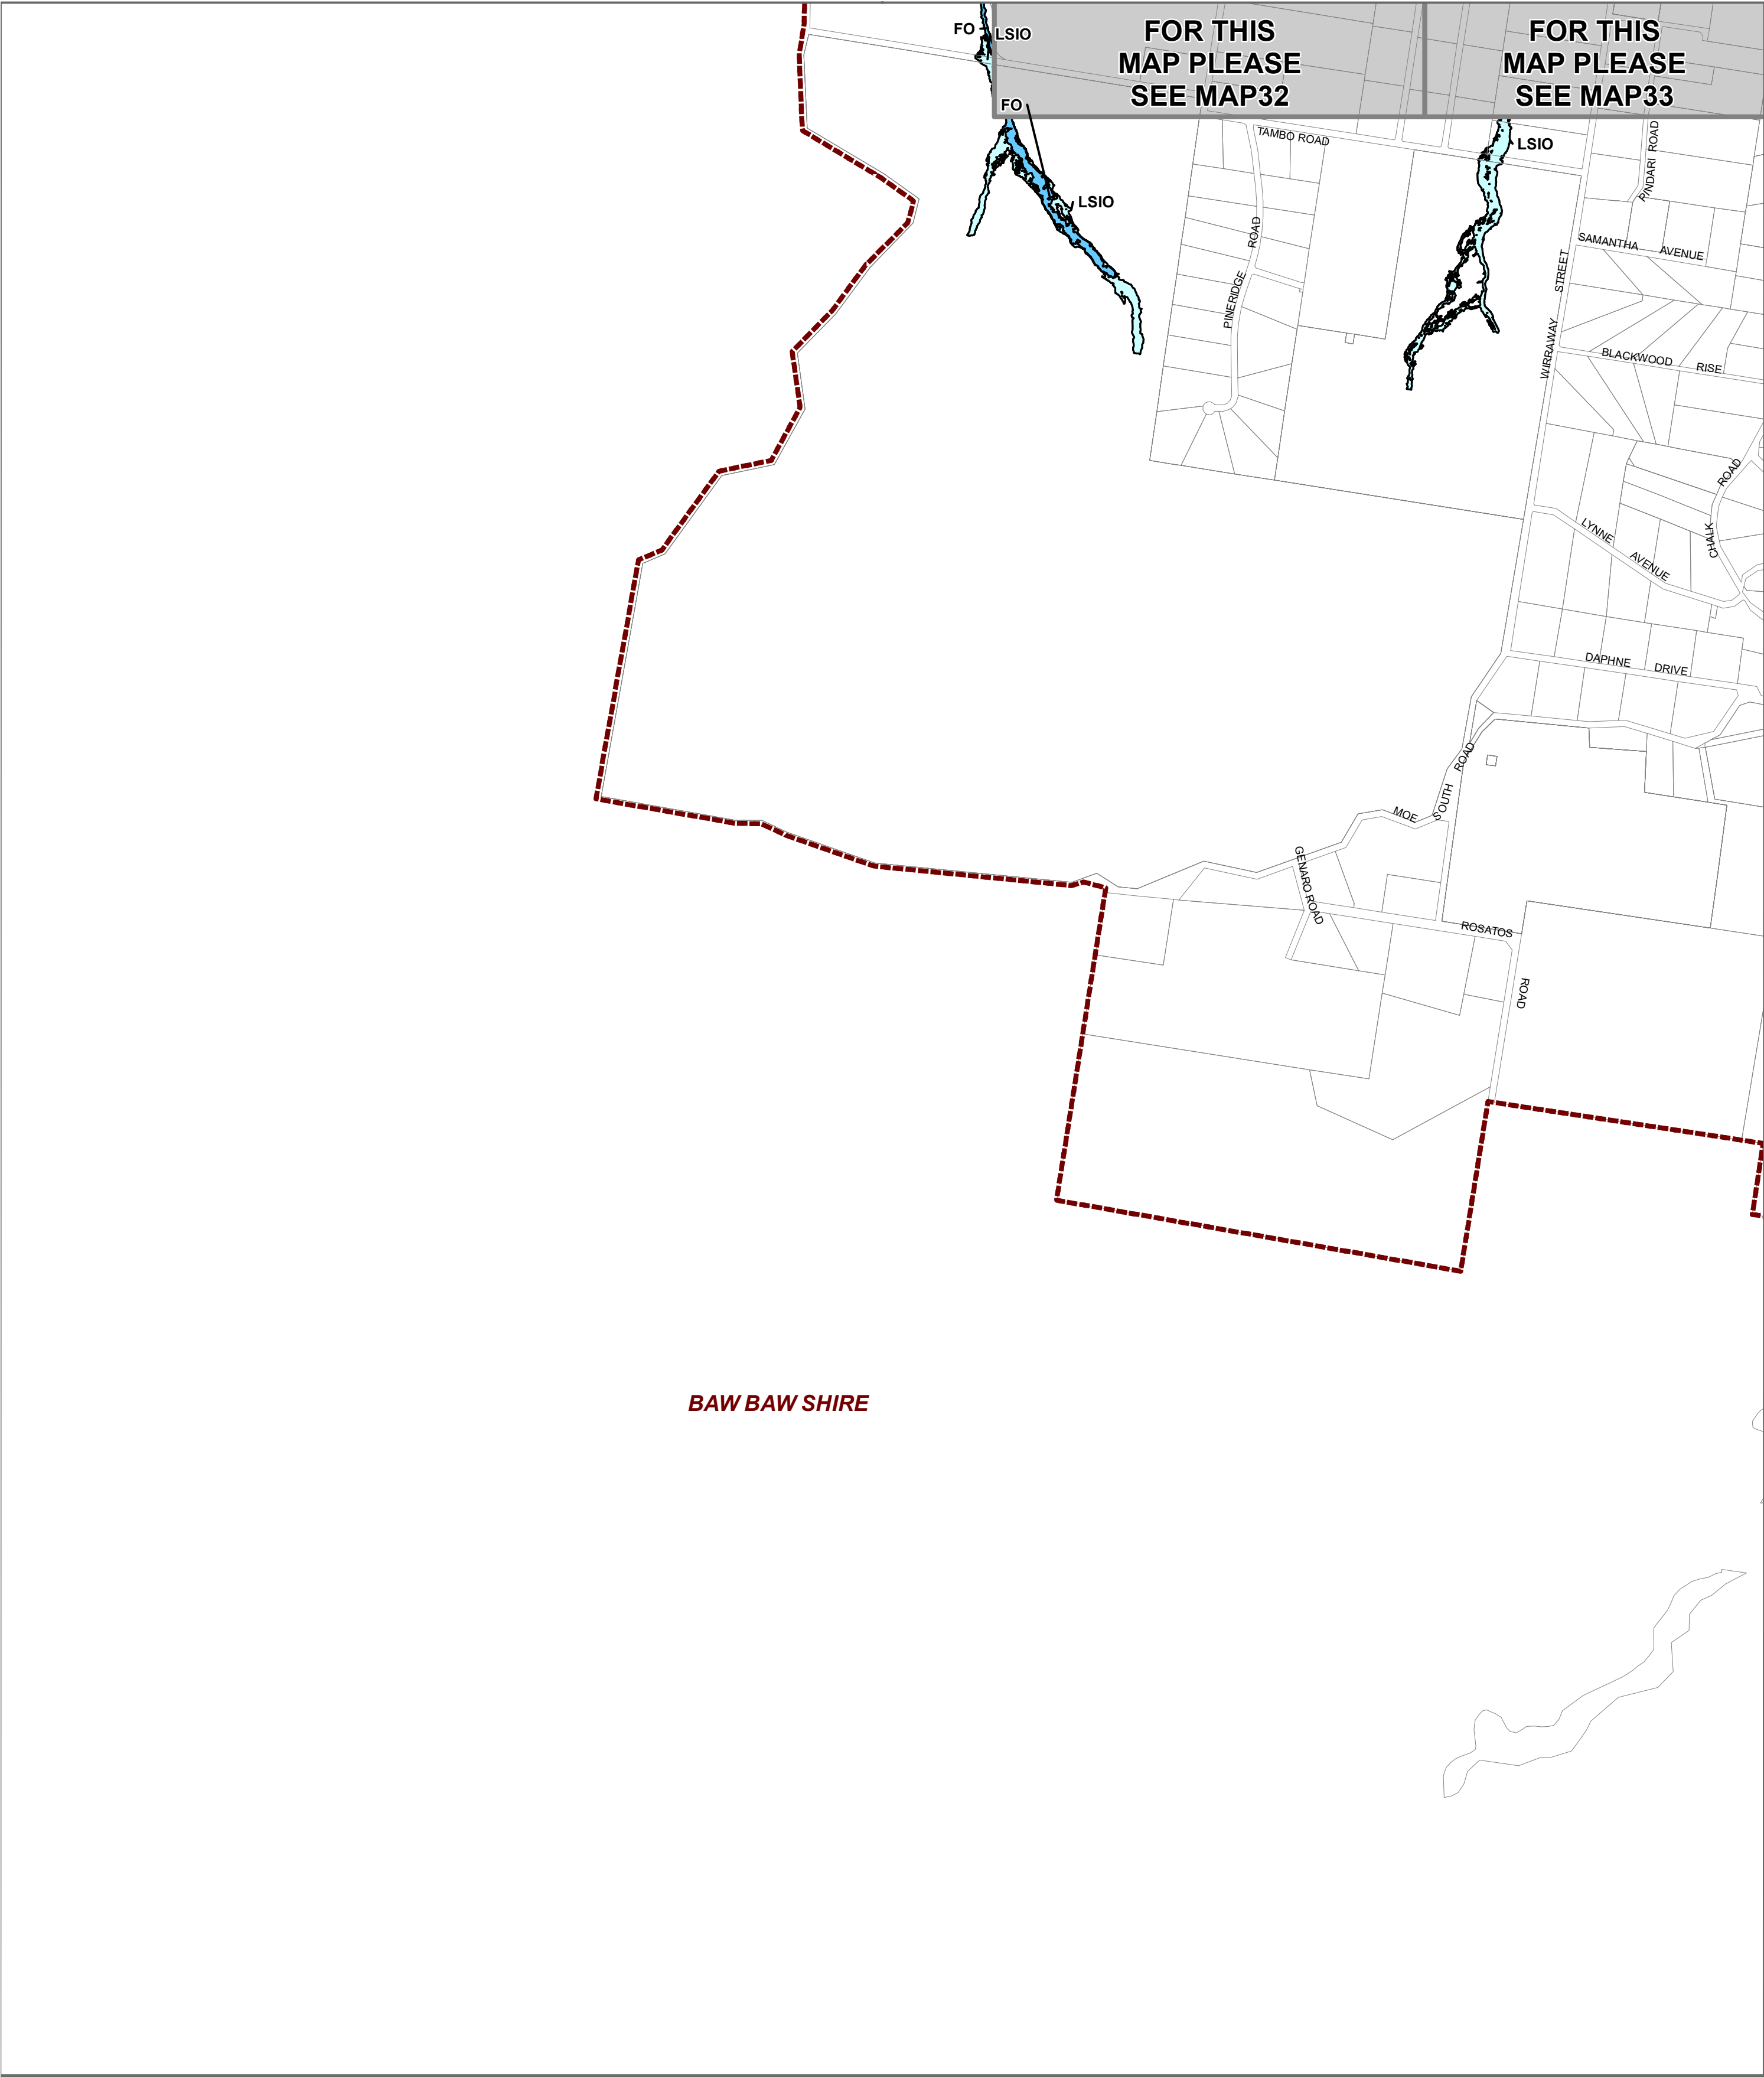 FO
LSIO
FOR THIS
MAP PLEASE
SEE MAP32
FOR THIS
MAP PLEASE
SEE MAP33
FO
TAMBO ROAD
LSIO
PINDARI ROAD
LSIO
PINERIDGE ROAD
SAMANTHA AVENUE
WIRRAWAY STREET
BLACKWOOD RISE
CHALK ROAD
LYNNE AVENUE
DAPHNE DRIVE
MOE SOUTH ROAD
GENARO ROAD
ROSATOS ROAD
BAW BAW SHIRE